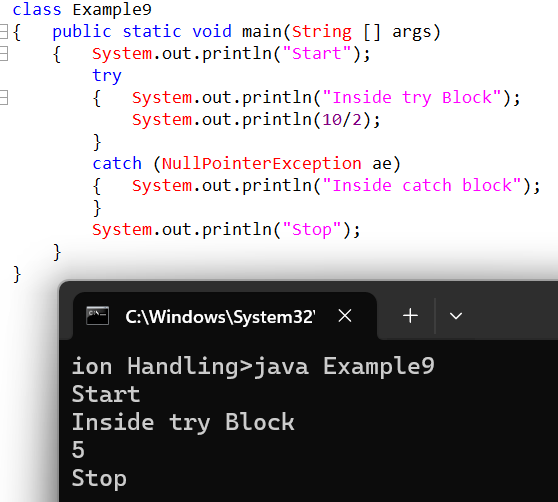 class Example9
{   public static void main(String [] args)
    {   System.out.println("Start");
        try
        {   System.out.println("Inside try Block");
            System.out.println(10/2);
        }
        catch (NullPointerException ae)
        {   System.out.println("Inside catch block");
        }
        System.out.println("Stop");
    }
}
C:\Windows\System32\
ion Handling>java Example9
Start
Inside try Block
5
Stop